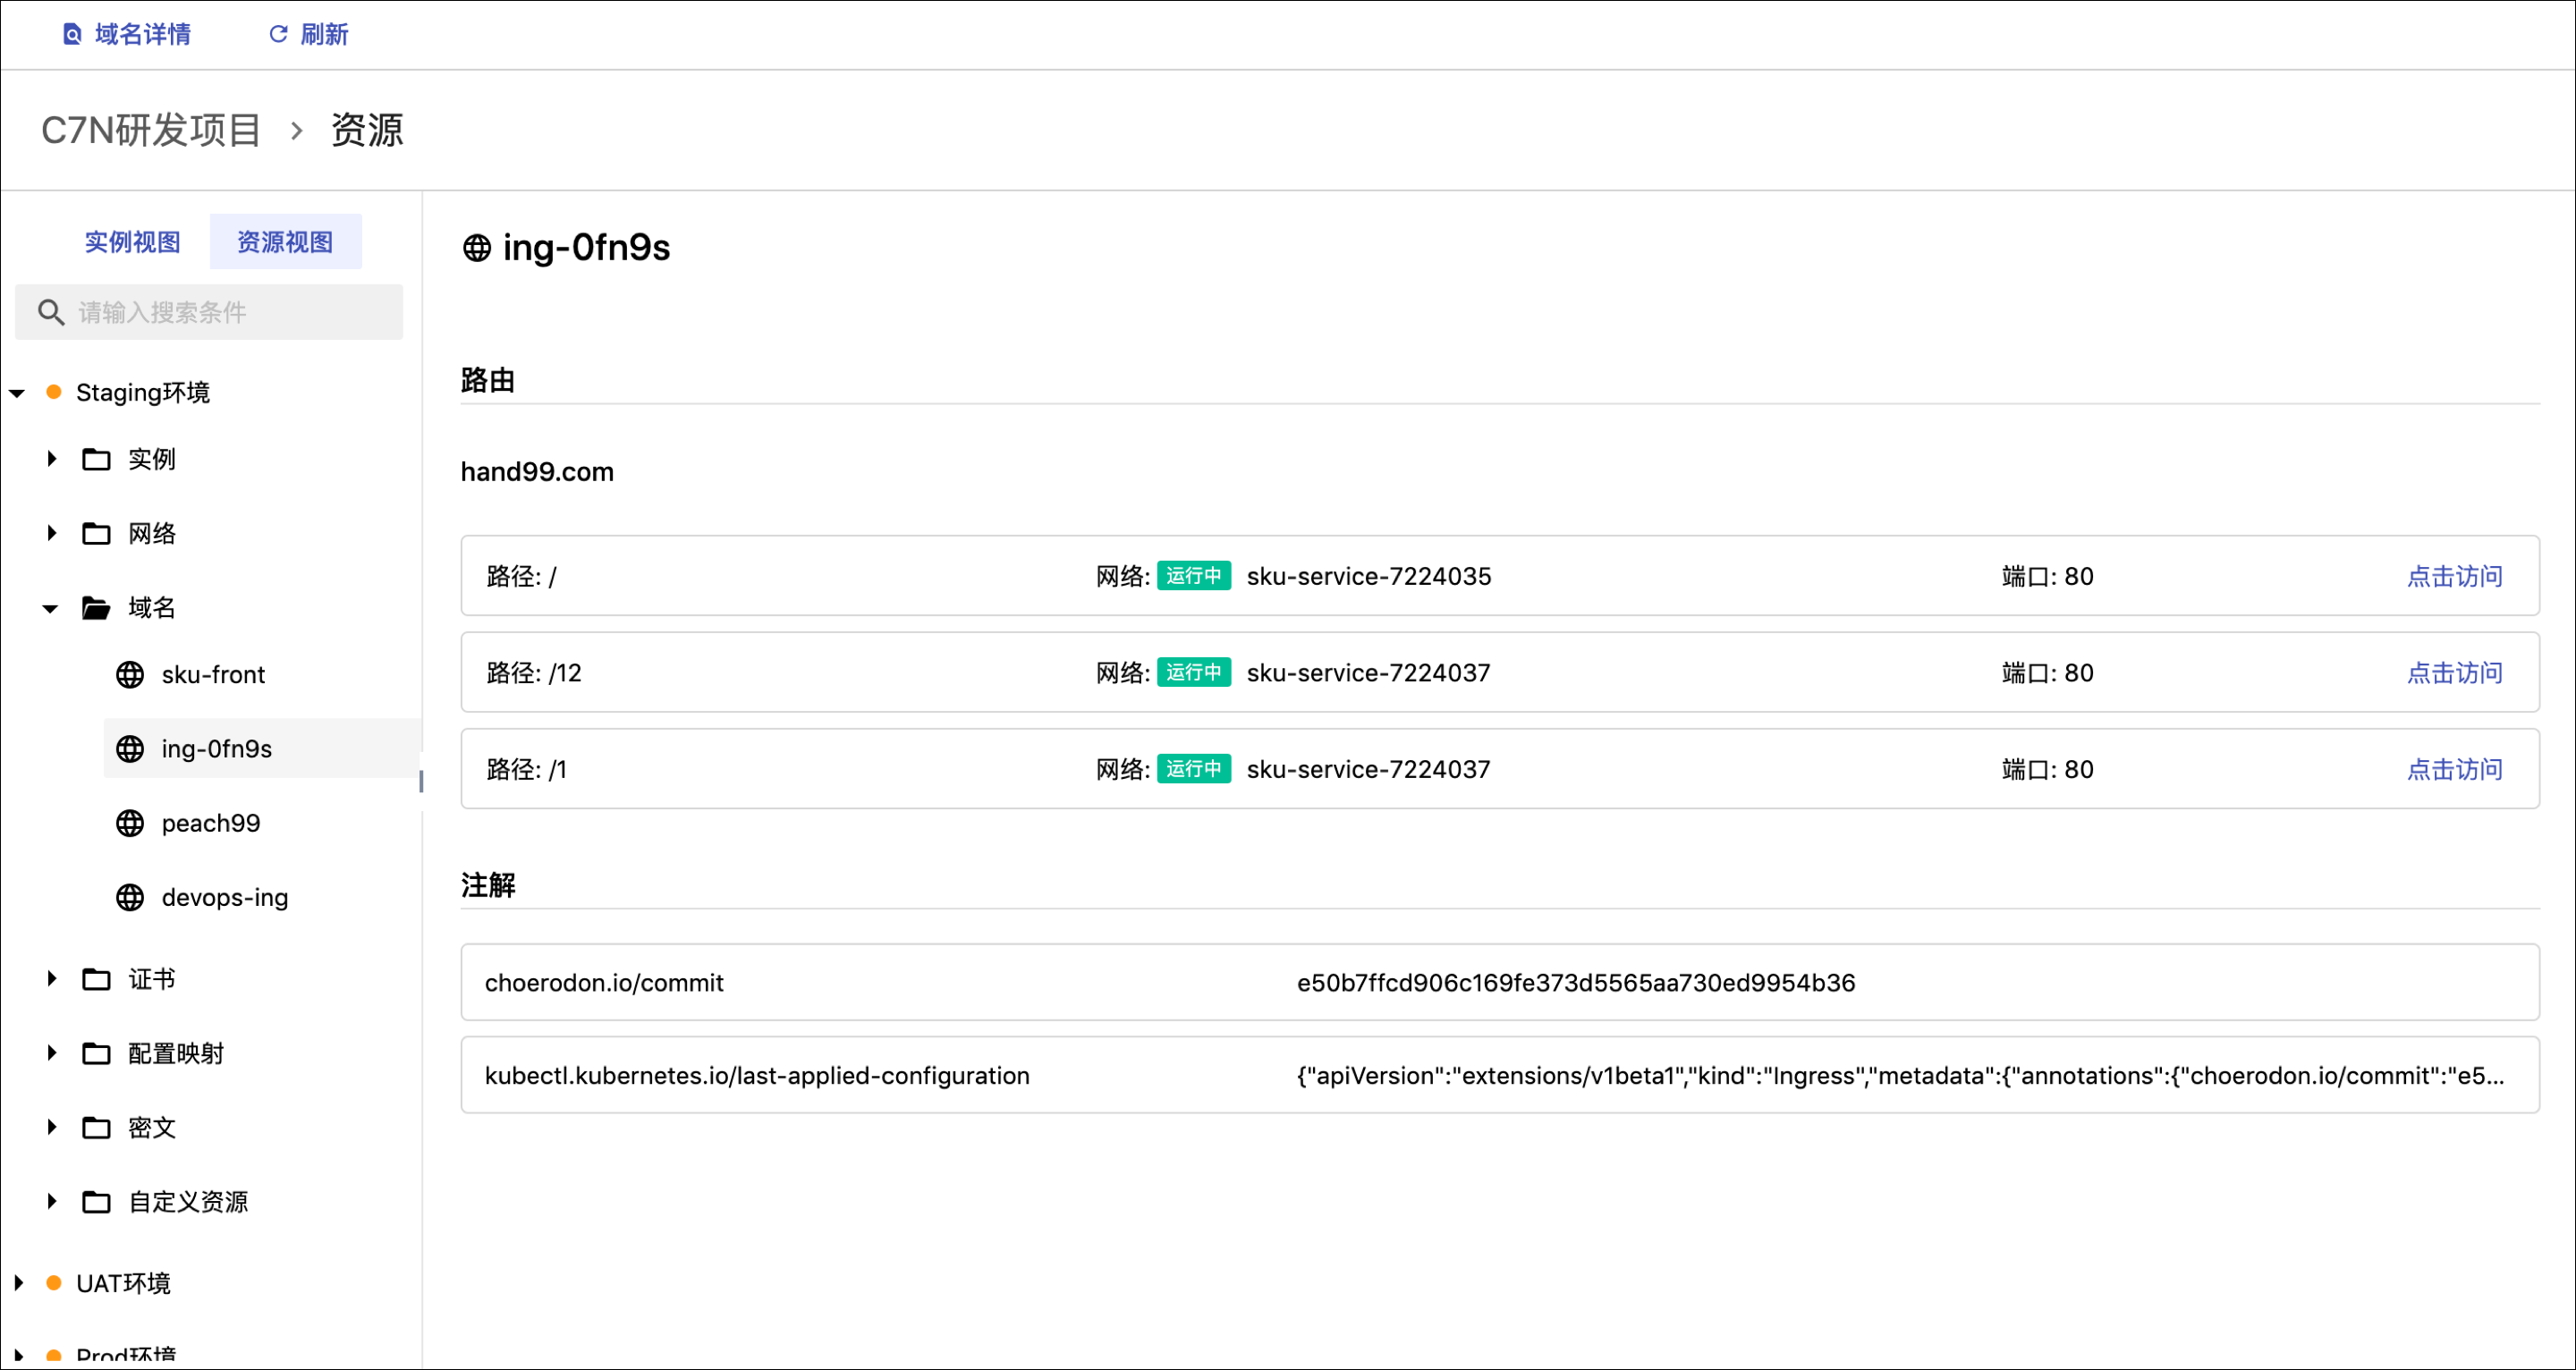 域名详情 刷新
C7N研发项目 › 资源
实例视图 资源视图
请输入搜索条件
Staging环境
实例
网络
域名
sku-front
ing-0fn9s
peach99
devops-ing
证书
配置映射
密文
自定义资源
UAT环境
Prod环境
ing-0fn9s
路由
hand99.com
路径: / 网络: 运行中 sku-service-7224035 端口: 80 点击访问
路径: /12 网络: 运行中 sku-service-7224037 端口: 80 点击访问
路径: /1 网络: 运行中 sku-service-7224037 端口: 80 点击访问
注解
choerodon.io/commit e50b7ffcd906c169fe373d5565aa730ed9954b36
kubectl.kubernetes.io/last-applied-configuration {"apiVersion":"extensions/v1beta1","kind":"Ingress","metadata":{"annotations":{"choerodon.io/commit":"e5...